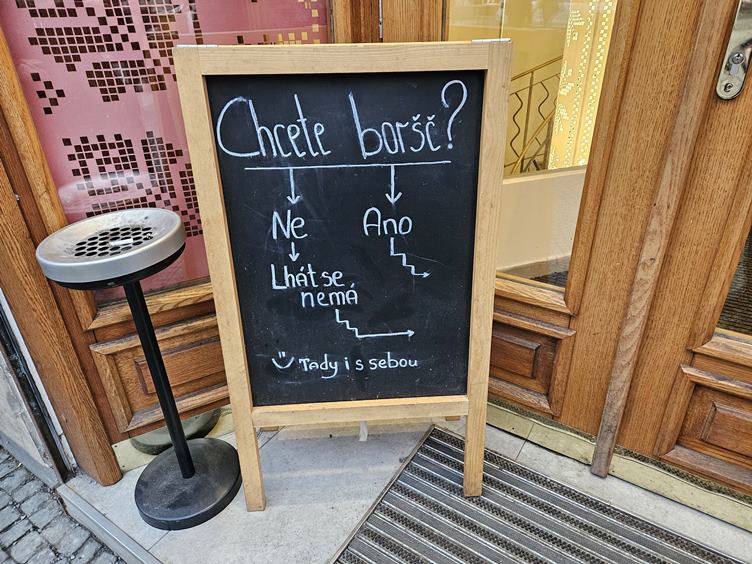 Chcete boršč?
Ne Ano
Lhát se
nemá
Tady i s sebou